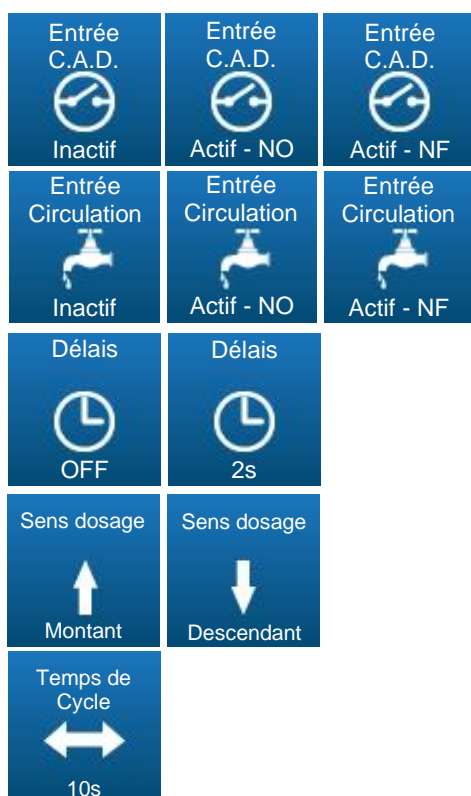 Entrée
C.A.D.
Inactif
Entrée
C.A.D.
Actif - NO
Entrée
C.A.D.
Actif - NF
Entrée
Circulation
Inactif
Entrée
Circulation
Actif - NO
Entrée
Circulation
Actif - NF
Délais
OFF
Délais
2s
Sens dosage
Montant
Sens dosage
Descendant
Temps de
Cycle
10s